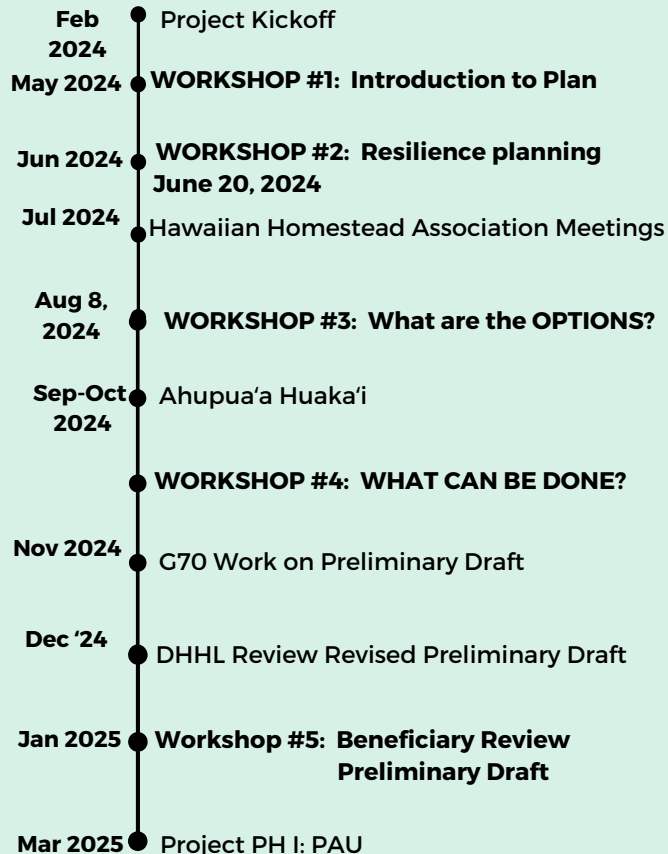 Feb
2024
Project Kickoff
May 2024
WORKSHOP #1: Introduction to Plan
Jun 2024
WORKSHOP #2: Resilience planning
June 20, 2024
Jul 2024
Hawaiian Homestead Association Meetings
Aug 8,
2024
WORKSHOP #3: What are the OPTIONS?
Sep-Oct
2024
Ahupua‘a Huaka‘i
WORKSHOP #4: WHAT CAN BE DONE?
Nov 2024
G70 Work on Preliminary Draft
Dec ‘24
DHHL Review Revised Preliminary Draft
Jan 2025
Workshop #5: Beneficiary Review
Preliminary Draft
Mar 2025
Project PH I: PAU